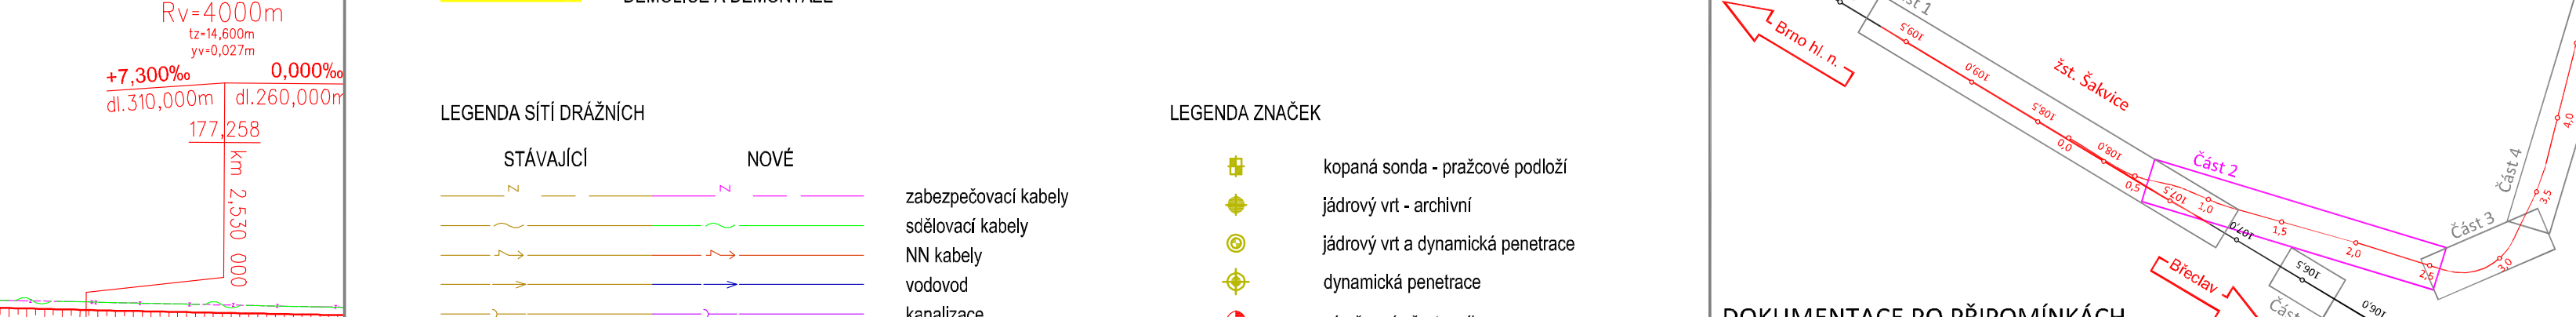 Rv=4000m
tz=14,600m
yv=0,027m
+7,300‰
0,000‰
dl.310,000m
dl.260,000m
177,258
km 2,530 000
DEMOLICE A DEMONTÁŽE
LEGENDA SÍTÍ DRÁŽNÍCH
STÁVAJÍCÍ
NOVÉ
N
N
zabezpečovací kabely
sdělovací kabely
NN kabely
vodovod
kanalizace
LEGENDA ZNAČEK
kopaná sonda - pražcové podloží
jádrový vrt - archivní
jádrový vrt a dynamická penetrace
dynamická penetrace
Brno hl. n.
109,5
109,0
108,5
0,0
108,0
žst. Šakvice
0,5
107,5
1,0
Část 2
107,0
1,5
2,0
2,5
3,0
Část 3
3,5
Část 4
4,0
Břeclav
106,5
106,0
DOKUMENTACE PO PŘIPOMÍNKÁCH